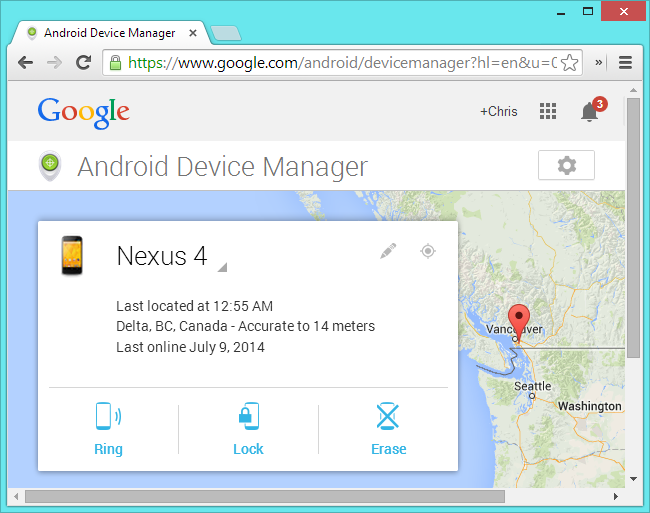 Android Device Manager
https://www.google.com/android/devicemanager?hl=en&u=0
Google
+Chris
3
Android Device Manager
Nexus 4
Last located at 12:55 AM
Delta, BC, Canada - Accurate to 14 meters
Last online July 9, 2014
Ring
Lock
Erase
Vancouver
Seattle
Washington